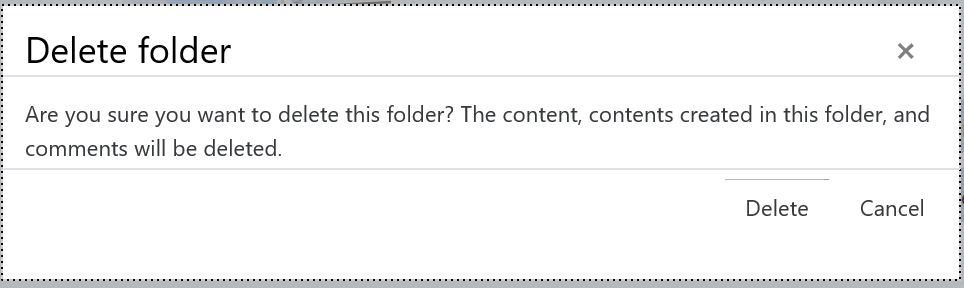 Delete folder ×
Are you sure you want to delete this folder? The content, contents created in this folder, and
comments will be deleted.
Delete Cancel